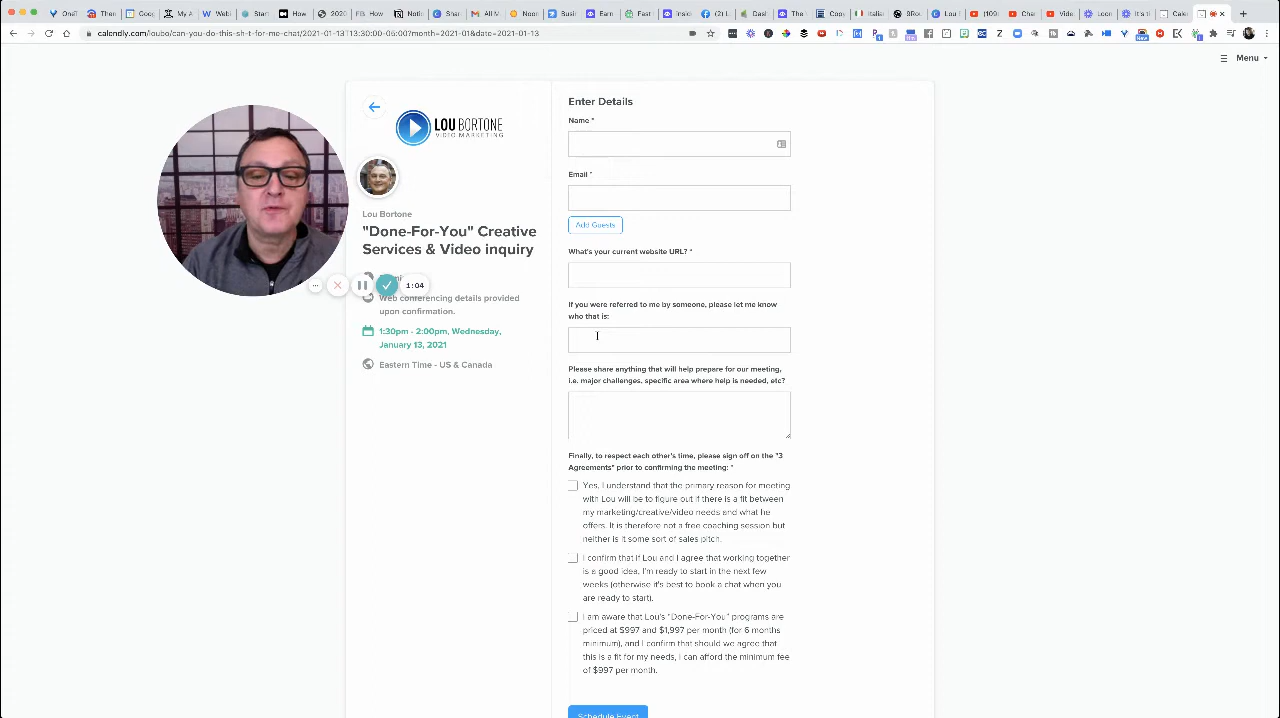 calendly.com/loubo/can-you-do-this-sh-t-for-me-chat/2021-01-13T13:30:00-05:00?month=2021-01&date=2021-01-13
Menu
LOU BORTONE
VIDEO MARKETING
Lou Bortone
"Done-For-You" Creative
Services & Video inquiry
1:04
Web conferencing details provided
upon confirmation.
1:30pm - 2:00pm, Wednesday,
January 13, 2021
Eastern Time - US & Canada
Enter Details
Name *
Email *
Add Guests
What's your current website URL? *
If you were referred to me by someone, please let me know
who that is:
Please share anything that will help prepare for our meeting,
i.e. major challenges, specific area where help is needed, etc?
Finally, to respect each other's time, please sign off on the "3
Agreements" prior to confirming the meeting: *
Yes, I understand that the primary reason for meeting
with Lou will be to figure out if there is a fit between
my marketing/creative/video needs and what he
offers. It is therefore not a free coaching session but
neither is it some sort of sales pitch.
I confirm that if Lou and I agree that working together
is a good idea, I'm ready to start in the next few
weeks (otherwise it's best to book a chat when you
are ready to start).
I am aware that Lou's "Done-For-You" programs are
priced at $997 and $1,997 per month (for 6 months
minimum), and I confirm that should we agree that
this is a fit for my needs, I can afford the minimum fee
of $997 per month.
Schedule Event